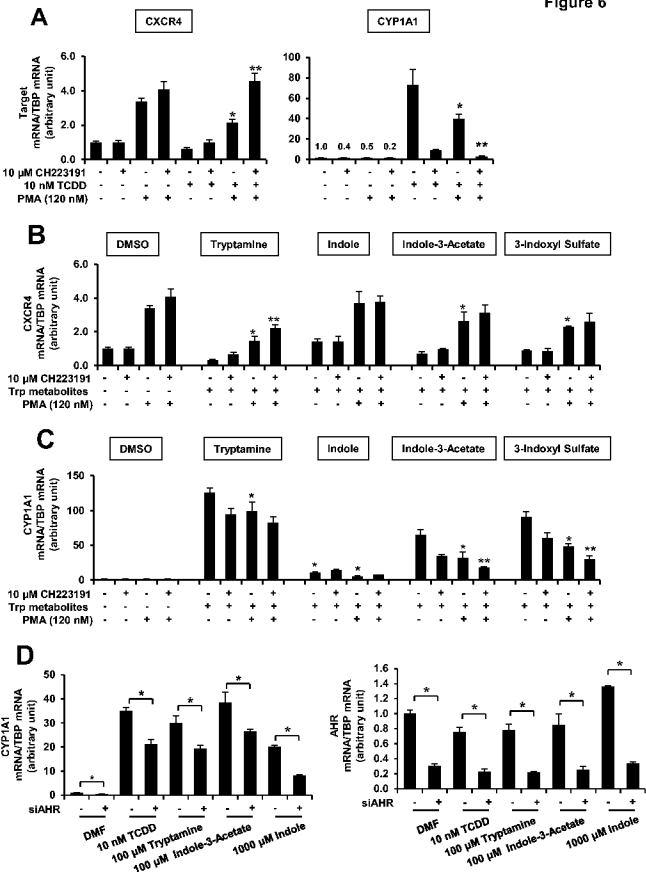 Figure 6
A
CXCR4
CYP1A1
Target
mRNA/TBP mRNA
(arbitrary unit)
6.0
4.0
2.0
0.0
*
**
100
80
60
40
20
0
1.0 0.4 0.5 0.2
*
**
10 µM CH223191 - + - + - + - + - + - + - + - +
10 nM TCDD - - - - + + + + - - - - + + + +
PMA (120 nM) - - + + - - + + - - + + - - + +
B
DMSO
Tryptamine
Indole
Indole-3-Acetate
3-Indoxyl Sulfate
CXCR4
mRNA/TBP mRNA
(arbitrary unit)
6.0
4.0
2.0
0.0
* ** * *
10 µM CH223191 - + - + - + - + - + - + - + - + - + - +
Trp metabolites - - - - + + + + + + + + + + + + + + + +
PMA (120 nM) - - + + - - + + - - + + - - + + - - + +
C
DMSO
Tryptamine
Indole
Indole-3-Acetate
3-Indoxyl Sulfate
CYP1A1
mRNA/TBP mRNA
(arbitrary unit)
150
100
50
0
* * * * ** * **
10 µM CH223191 - + - + - + - + - + - + - + - + - + - +
Trp metabolites - - - - + + + + + + + + + + + + + + + +
PMA (120 nM) - - + + - - + + - - + + - - + + - - + +
D
CYP1A1
mRNA/TBP mRNA
(arbitrary unit)
50
40
30
20
10
0
* * * * *
siAHR - + - + - + - + - +
DMF
10 nM TCDD
100 µM Tryptamine
100 µM Indole-3-Acetate
1000 µM Indole
AHR
mRNA/TBP mRNA
(arbitrary unit)
1.6
1.4
1.2
1.0
0.8
0.6
0.4
0.2
0.0
* * * * *
siAHR - + - + - + - + - +
DMF
10 nM TCDD
100 µM Tryptamine
100 µM Indole-3-Acetate
1000 µM Indole